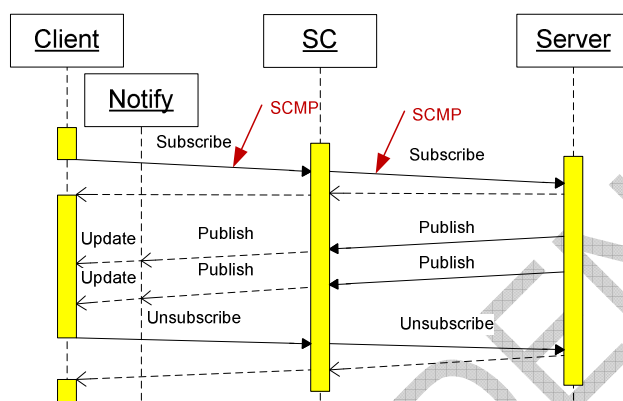 Client
SC
Server
Notify
SCMP
SCMP
Subscribe
Subscribe
Publish
Publish
Update
Publish
Publish
Update
Unsubscribe
Unsubscribe